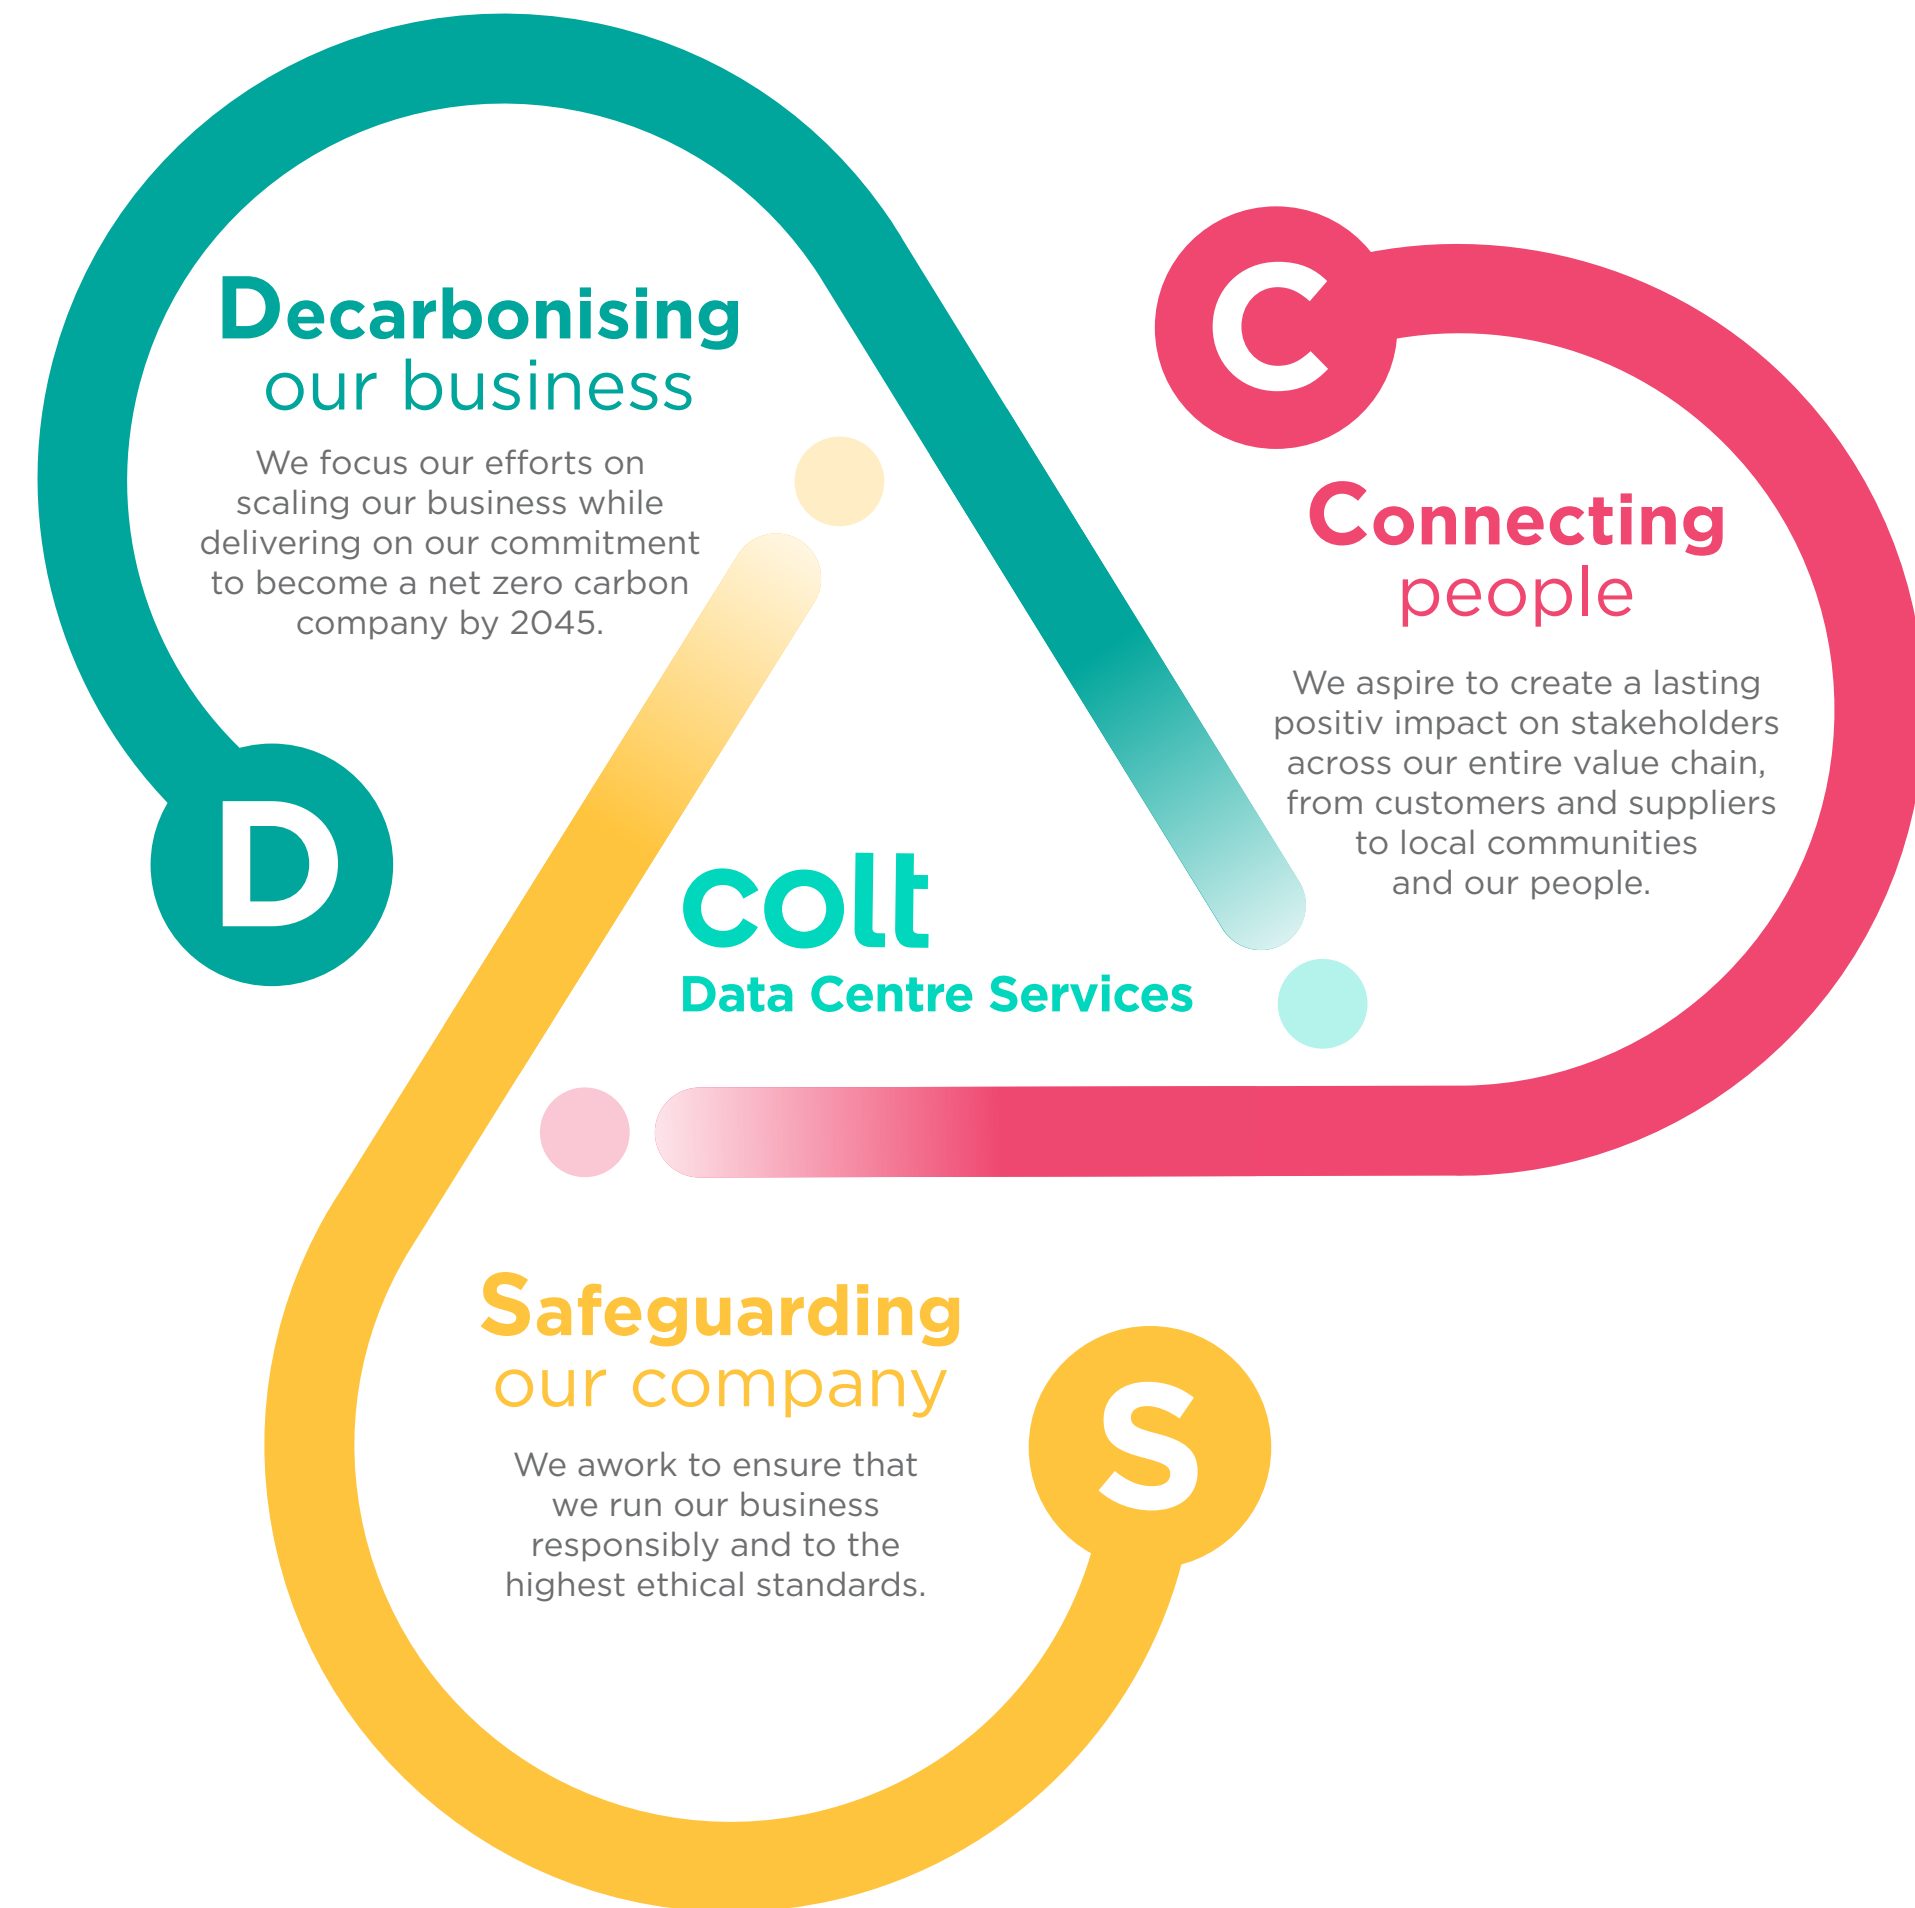 Decarbonising
our business
We focus our efforts on
scaling our business while
delivering on our commitment
to become a net zero carbon
company by 2045.
D
C
Connecting
people
We aspire to create a lasting
positiv impact on stakeholders
across our entire value chain,
from customers and suppliers
to local communities
and our people.
colt
Data Centre Services
Safeguarding
our company
We awork to ensure that
we run our business
responsibly and to the
highest ethical standards.
S